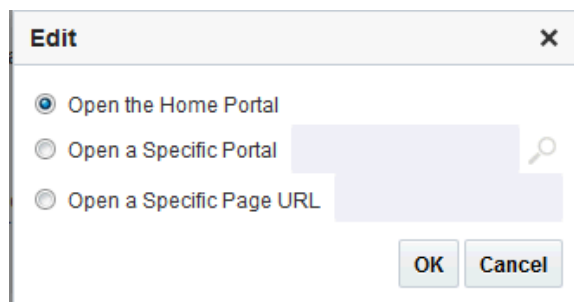 Edit
Open the Home Portal
Open a Specific Portal
Open a Specific Page URL
OK Cancel